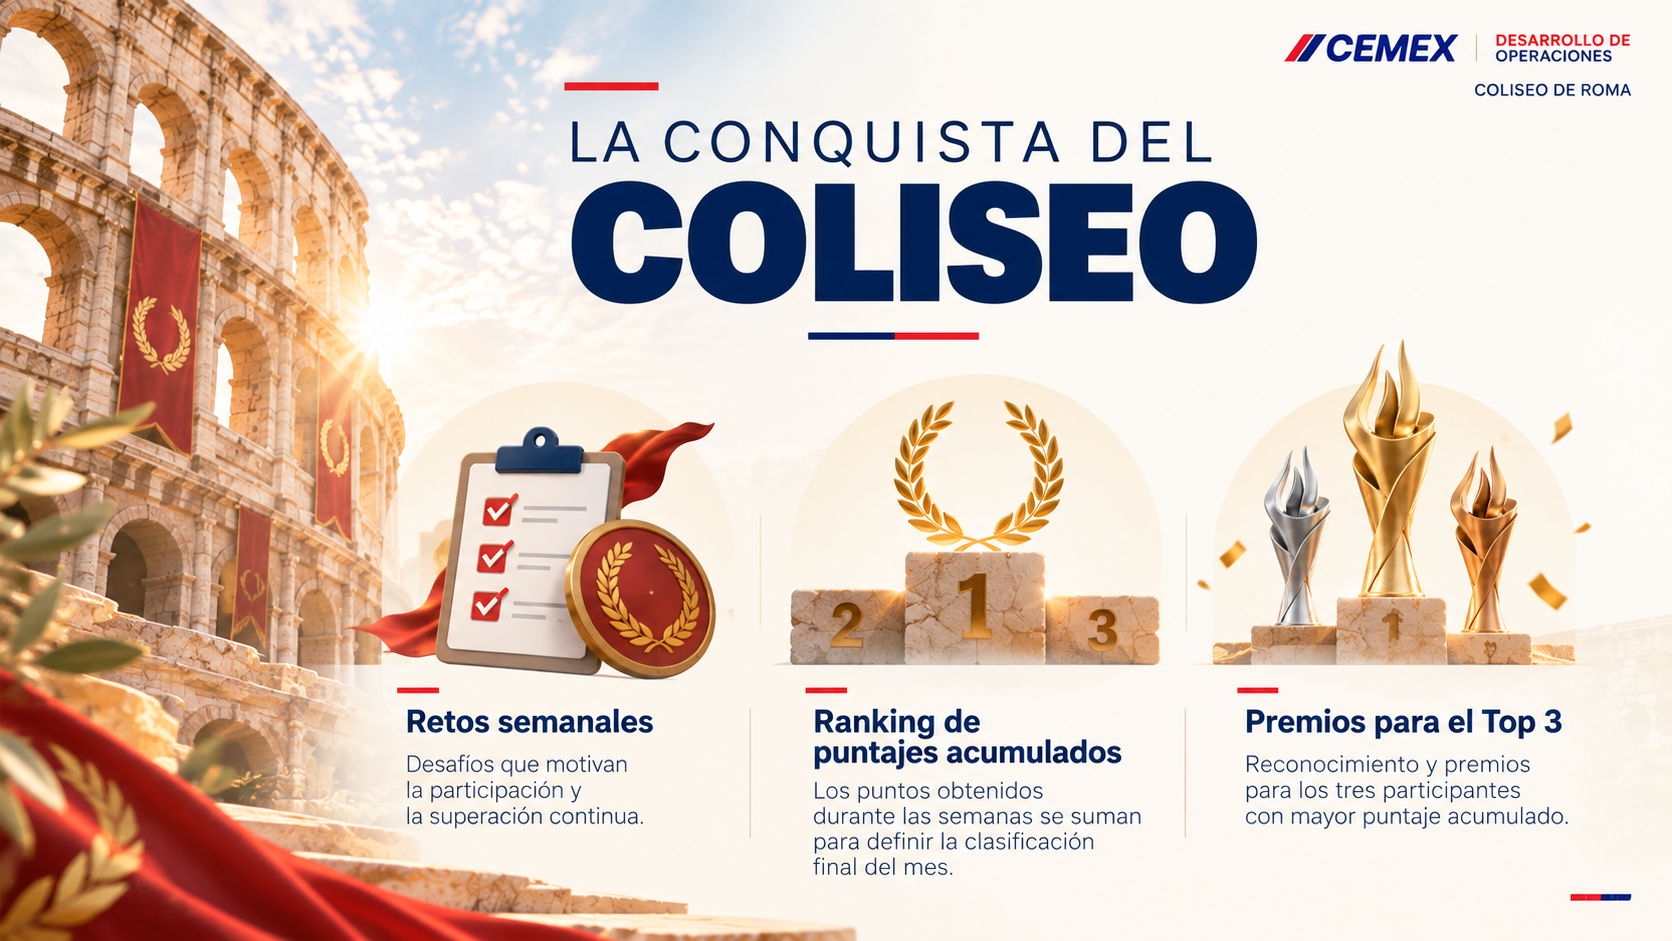 CEMEX
DESARROLLO DE
OPERACIONES
COLISEO DE ROMA
LA CONQUISTA DEL
COLISEO
2
1
3
1
Retos semanales
Desafíos que motivan
la participación y
la superación continua.
Ranking de
puntajes acumulados
Los puntos obtenidos
durante las semanas se suman
para definir la clasificación
final del mes.
Premios para el Top 3
Reconocimiento y premios
para los tres participantes
con mayor puntaje acumulado.